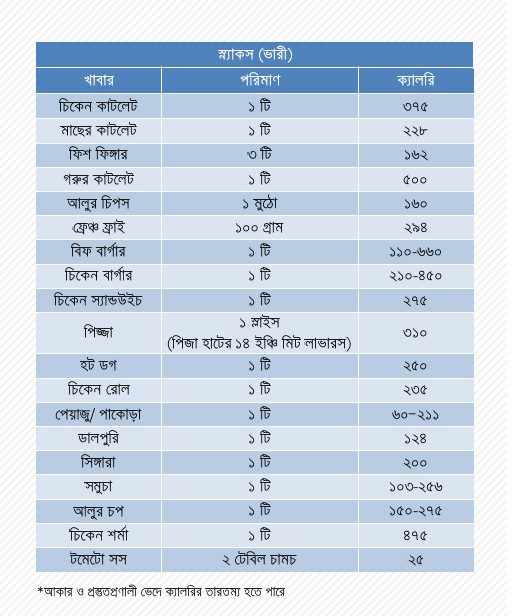 স্ন্যাকস (ভারী)
খাবার পরিমাণ ক্যালরি
চিকেন কাটলেট ১ টি ৩৭৫
মাছের কাটলেট ১ টি ২২৮
ফিশ ফিঙ্গার ৩ টি ১৬২
গরুর কাটলেট ১ টি ৫০০
আলুর চিপস ১ মুঠো ১৬০
ফ্রেঞ্চ ফ্রাই ১০০ গ্রাম ২৯৪
বিফ বার্গার ১ টি ১১০-৬৬০
চিকেন বার্গার ১ টি ২১০-৪৫০
চিকেন স্যান্ডউইচ ১ টি ২৭৫
পিজ্জা ১ স্লাইস ৩১০
(পিজা হাটের ১৪ ইঞ্চি মিট লাভারস)
হট ডগ ১ টি ২৫০
চিকেন রোল ১ টি ২৩৫
পেয়াজু/ পাকোড়া ১ টি ৬০–২১১
ডালপুরি ১ টি ১২৪
সিঙ্গারা ১ টি ২০০
সমুচা ১ টি ১০৩-২৫৬
আলুর চপ ১ টি ১৫০-২৭৫
চিকেন শর্মা ১ টি ৪৭৫
টমেটো সস ২ টেবিল চামচ ২৫
*আকার ও প্রস্তুতপ্রণালী ভেদে ক্যালরির তারতম্য হতে পারে